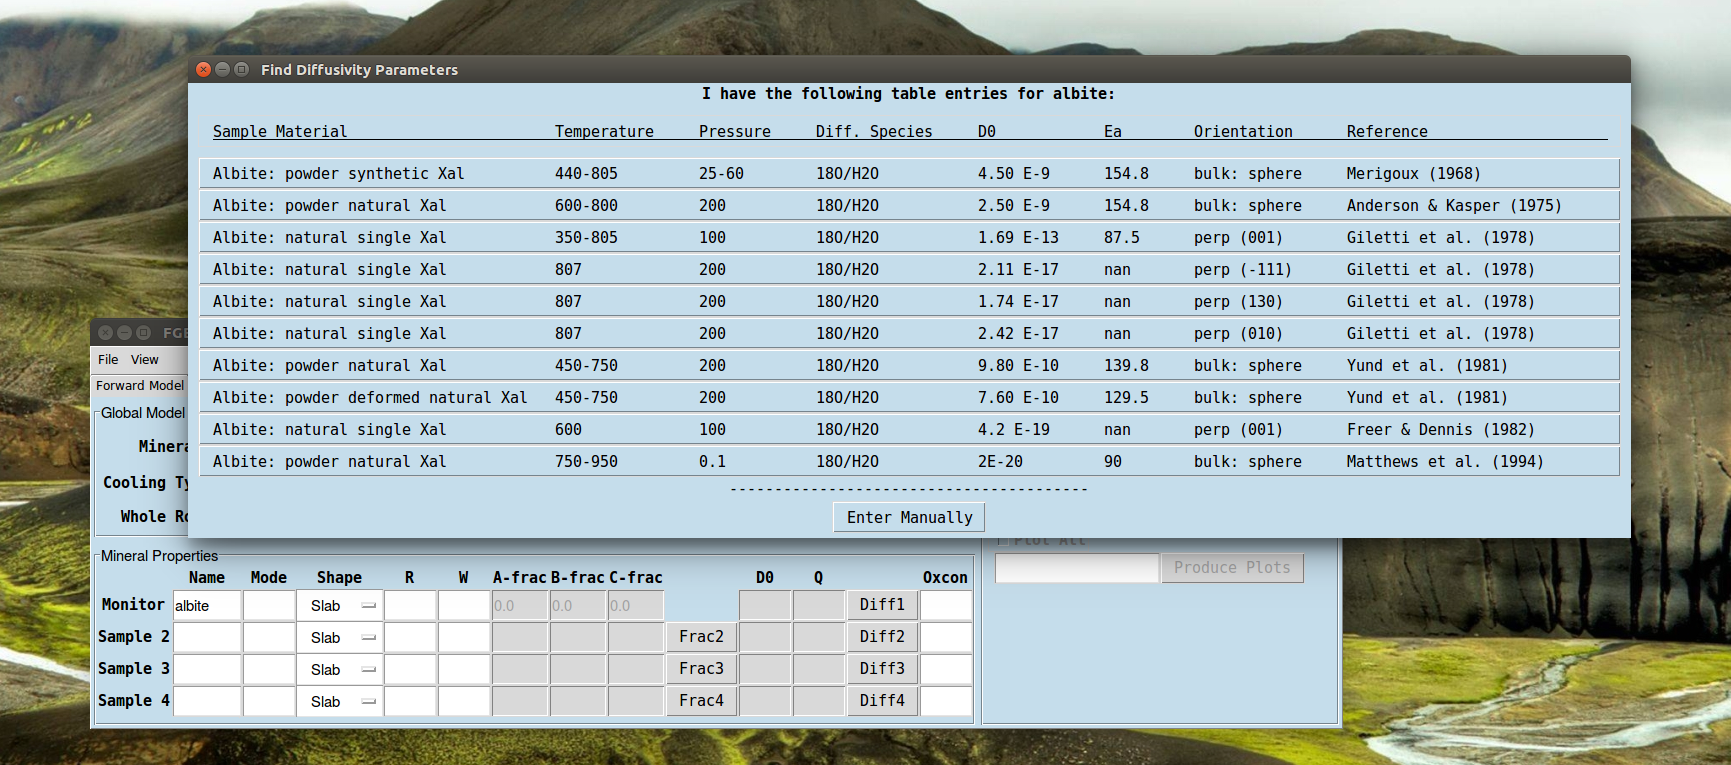 Find Diffusivity Parameters
I have the following table entries for albite:
Sample Material Temperature Pressure Diff. Species D0 Ea Orientation Reference
Albite: powder synthetic Xal 440-805 25-60 18O/H2O 4.50 E-9 154.8 bulk: sphere Merigoux (1968)
Albite: powder natural Xal 600-800 200 18O/H2O 2.50 E-9 154.8 bulk: sphere Anderson & Kasper (1975)
Albite: natural single Xal 350-805 100 18O/H2O 1.69 E-13 87.5 perp (001) Giletti et al. (1978)
Albite: natural single Xal 807 200 18O/H2O 2.11 E-17 nan perp (-111) Giletti et al. (1978)
Albite: natural single Xal 807 200 18O/H2O 1.74 E-17 nan perp (130) Giletti et al. (1978)
Albite: natural single Xal 807 200 18O/H2O 2.42 E-17 nan perp (010) Giletti et al. (1978)
Albite: powder natural Xal 450-750 200 18O/H2O 9.80 E-10 139.8 bulk: sphere Yund et al. (1981)
Albite: powder deformed natural Xal 450-750 200 18O/H2O 7.60 E-10 129.5 bulk: sphere Yund et al. (1981)
Albite: natural single Xal 600 100 18O/H2O 4.2 E-19 nan perp (001) Freer & Dennis (1982)
Albite: powder natural Xal 750-950 0.1 18O/H2O 2E-20 90 bulk: sphere Matthews et al. (1994)
----------------------------------------
Enter Manually
File View
Forward Model
Global Model
Cooling
Whole
Plot All
Produce Plots
Mineral Properties
Name Mode Shape R W A-frac B-frac C-frac D0 Q Oxcon
Monitor albite Slab 0.0 0.0 0.0 Diff1
Sample 2 Slab Frac2 Diff2
Sample 3 Slab Frac3 Diff3
Sample 4 Slab Frac4 Diff4